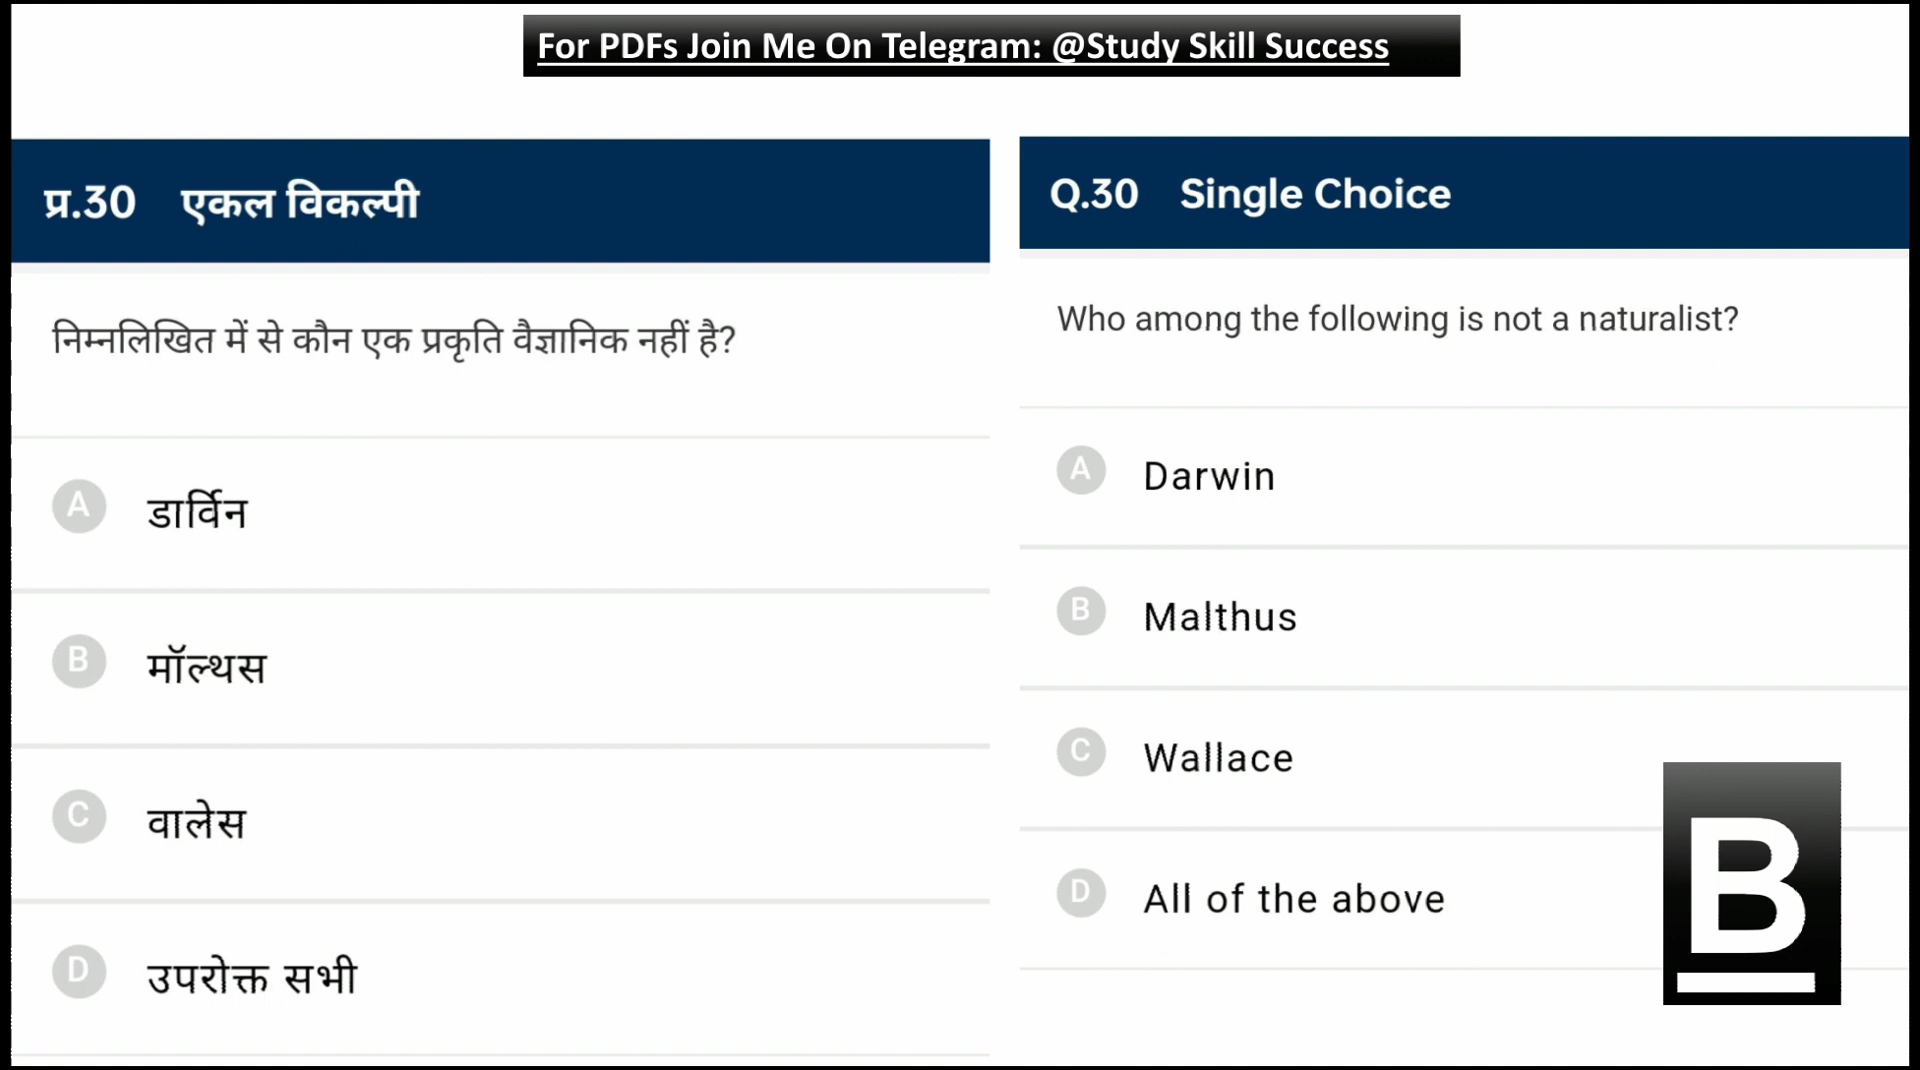 For PDFs Join Me On Telegram: @Study Skill Success
प्र.30 एकल विकल्पी
निम्नलिखित में से कौन एक प्रकृति वैज्ञानिक नहीं है?
A डार्विन
B मॉल्थस
C वालेस
D उपरोक्त सभी
Q.30 Single Choice
Who among the following is not a naturalist?
A Darwin
B Malthus
C Wallace
D All of the above
B